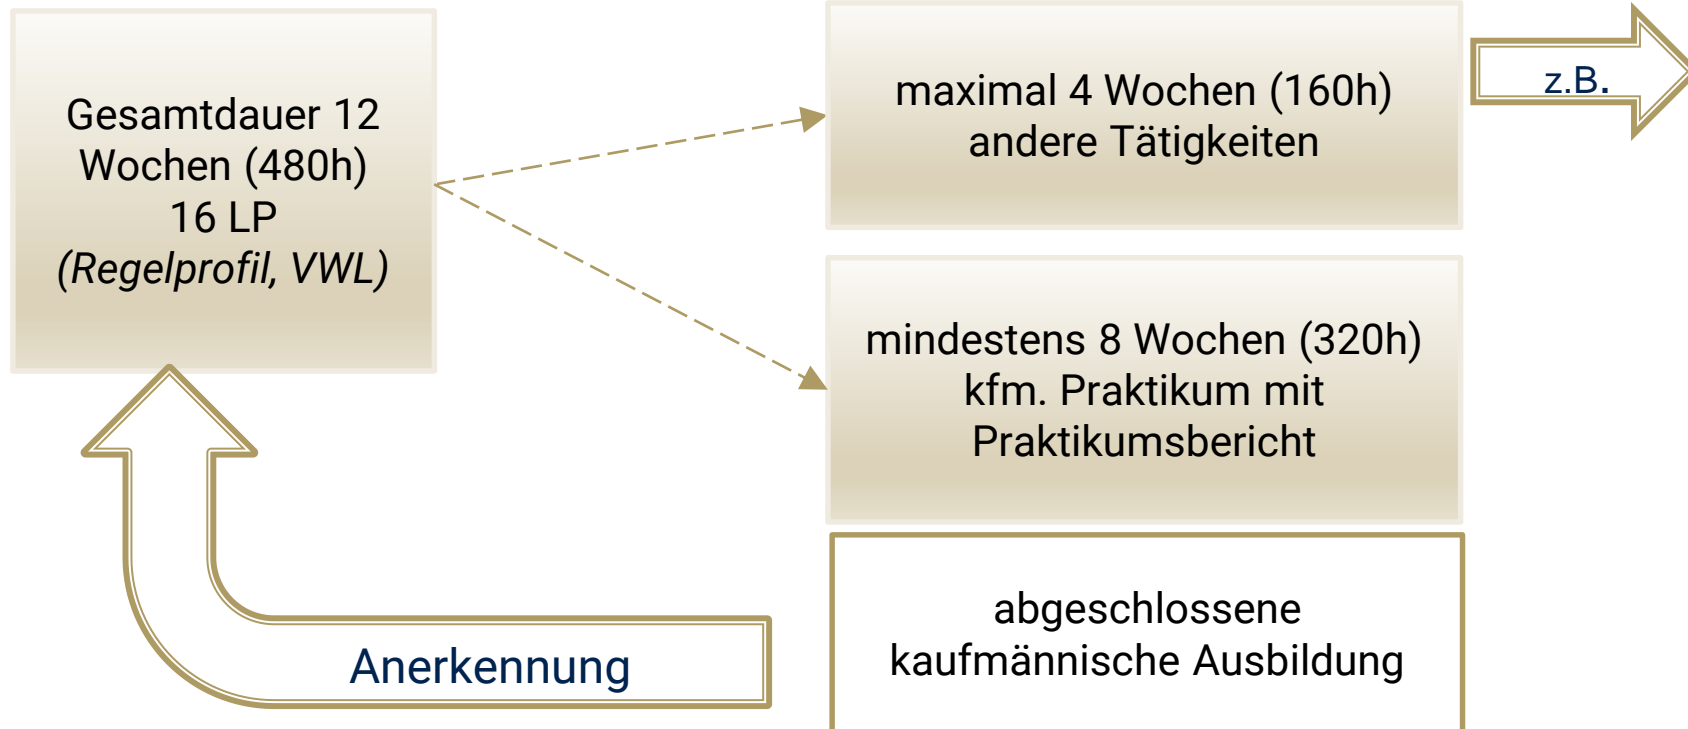 Gesamtdauer 12
Wochen (480h)
16 LP
(Regelprofil, VWL)
maximal 4 Wochen (160h)
andere Tätigkeiten
z.B.
mindestens 8 Wochen (320h)
kfm. Praktikum mit
Praktikumsbericht
abgeschlossene
kaufmännische Ausbildung
Anerkennung